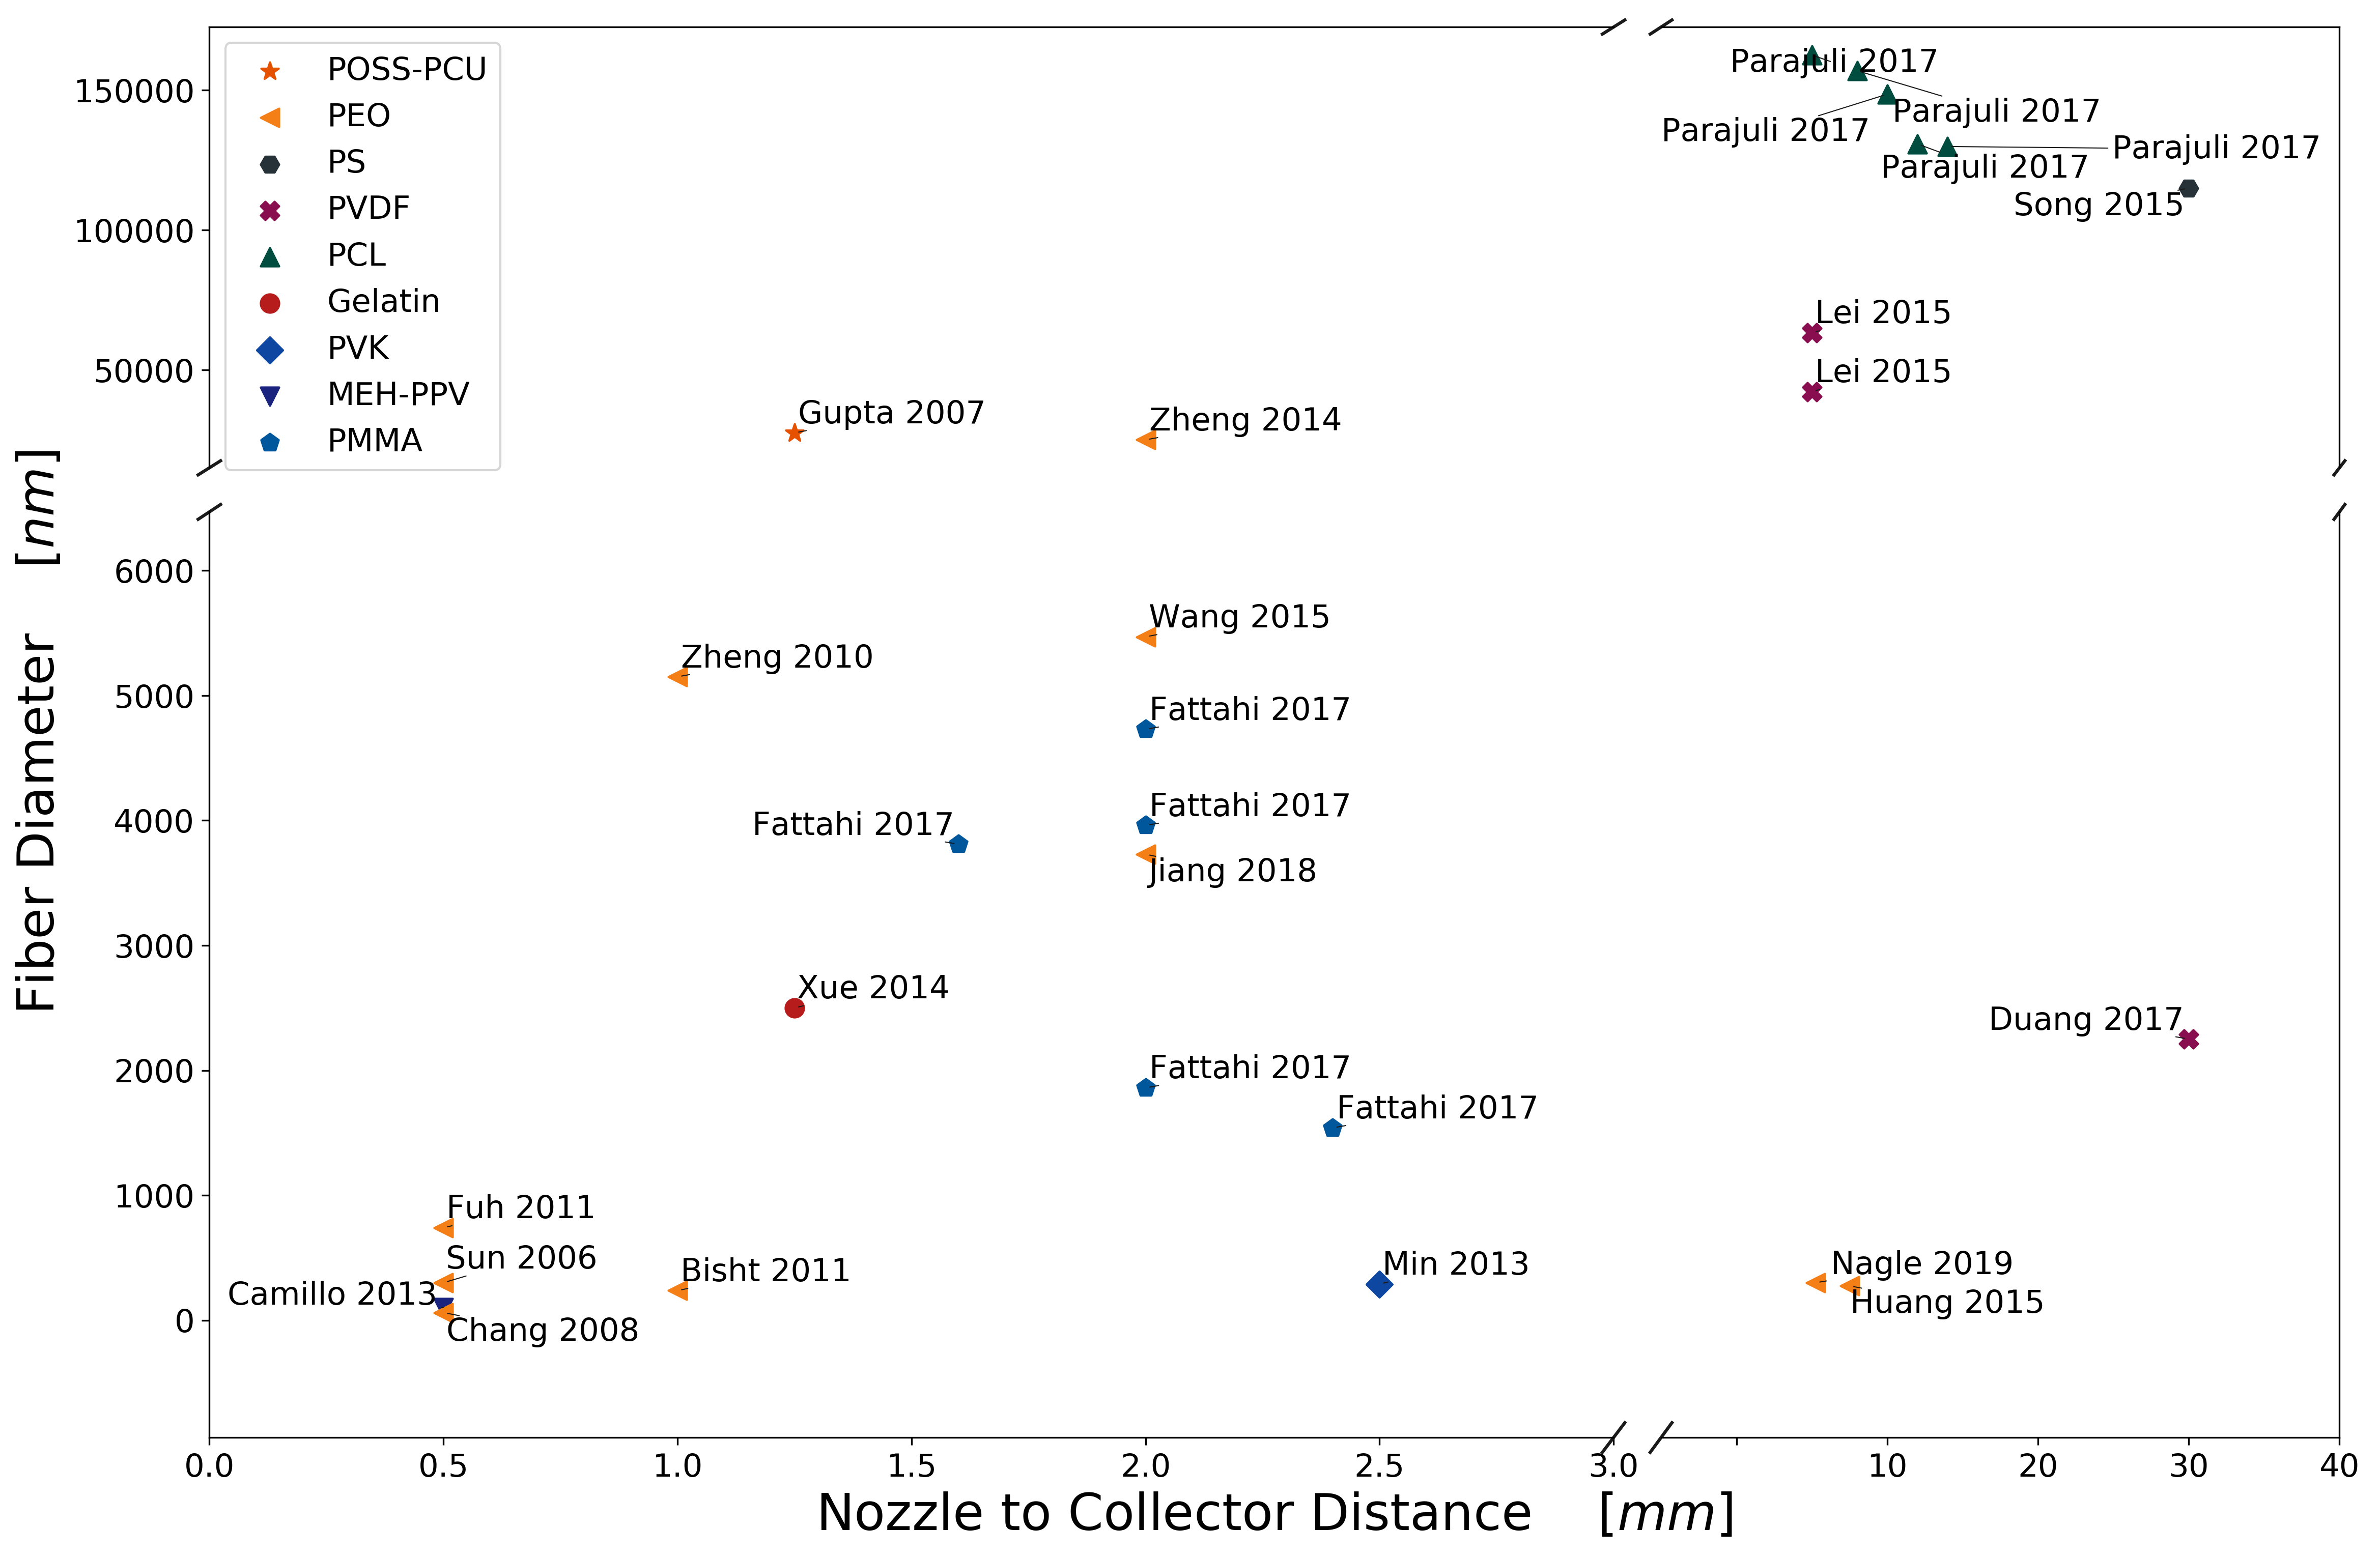 POSS-PCU
PEO
PS
PVDF
PCL
Gelatin
PVK
MEH-PPV
PMMA
150000
100000
50000
6000
5000
4000
3000
2000
1000
0
Fiber Diameter [nm]
Parajuli 2017
Parajuli 2017
Parajuli 2017
Parajuli 2017
Parajuli 2017
Song 2015
Lei 2015
Lei 2015
Gupta 2007
Zheng 2014
Wang 2015
Zheng 2010
Fattahi 2017
Fattahi 2017
Fattahi 2017
Jiang 2018
Xue 2014
Duang 2017
Fattahi 2017
Fattahi 2017
Fuh 2011
Sun 2006
Camillo 2013
Chang 2008
Bisht 2011
Min 2013
Nagle 2019
Huang 2015
0.0 0.5 1.0 1.5 2.0 2.5 3.0 10 20 30 40
Nozzle to Collector Distance [mm]